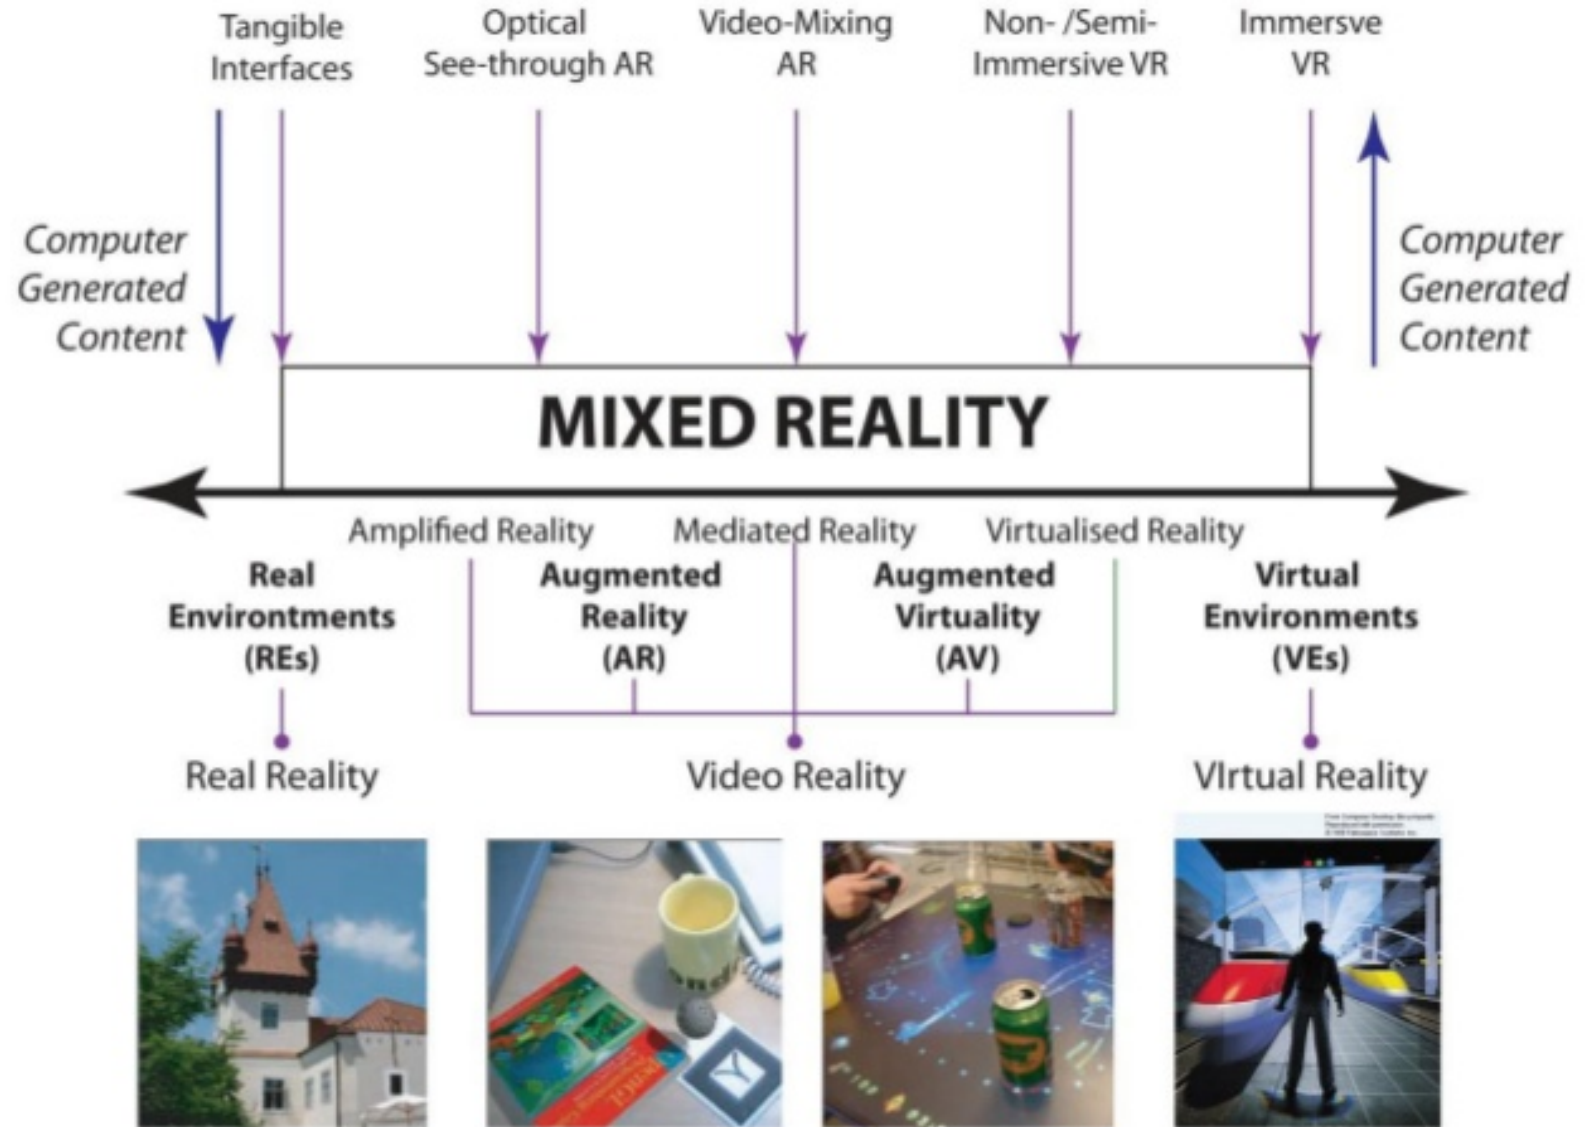 Tangible
Interfaces
Optical
See-through AR
Video-Mixing
AR
Non- /Semi-
Immersive VR
Immersve
VR
Computer
Generated
Content
Computer
Generated
Content
MIXED REALITY
Amplified Reality
Mediated Reality
Virtualised Reality
Real
Environtments
(REs)
Augmented
Reality
(AR)
Augmented
Virtuality
(AV)
Virtual
Environments
(VEs)
Real Reality
Video Reality
VIrtual Reality